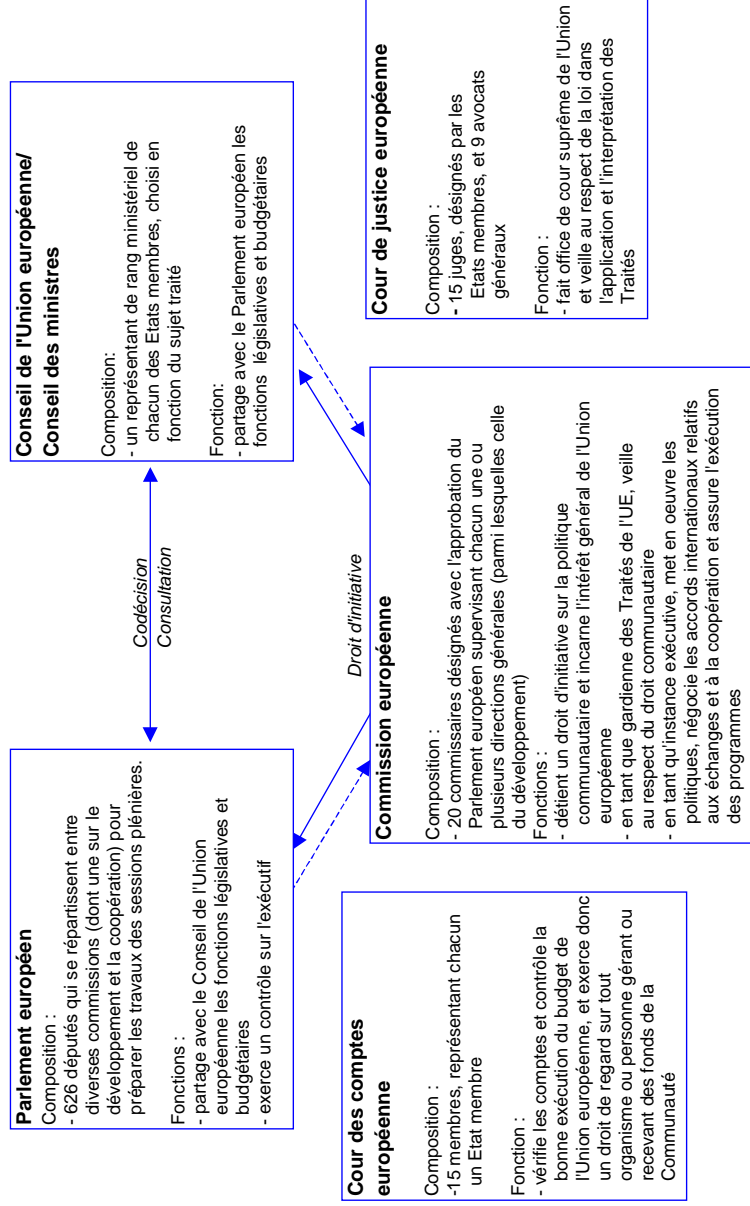 Parlement européen
Composition :
- 626 députés qui se répartissent entre
diverses commissions (dont une sur le
développement et la coopération) pour
préparer les travaux des sessions plénières.
Fonctions :
- partage avec le Conseil de l'Union
européenne les fonctions législatives et
budgétaires
- exerce un contrôle sur l'exécutif
Codécision
Consultation
Conseil de l'Union européenne/
Conseil des ministres
Composition:
- un représentant de rang ministériel de
chacun des Etats membres, choisi en
fonction du sujet traité
Fonction:
- partage avec le Parlement européen les
fonctions législatives et budgétaires
Droit d'initiative
Cour des comptes
européenne
Composition :
-15 membres, représentant chacun
un Etat membre
Fonction :
- vérifie les comptes et contrôle la
bonne exécution du budget de
l'Union européenne, et exerce donc
un droit de regard sur tout
organisme ou personne gérant ou
recevant des fonds de la
Communauté
Commission européenne
Composition :
- 20 commissaires désignés avec l'approbation du
Parlement européen supervisant chacun une ou
plusieurs directions générales (parmi lesquelles celle
du développement)
Fonctions :
- détient un droit d'initiative sur la politique
communautaire et incarne l'intérêt général de l'Union
européenne
- en tant que gardienne des Traités de l'UE, veille
au respect du droit communautaire
- en tant qu'instance exécutive, met en oeuvre les
politiques, négocie les accords internationaux relatifs
aux échanges et à la coopération et assure l'exécution
des programmes
Cour de justice européenne
Composition :
- 15 juges, désignés par les
Etats membres, et 9 avocats
généraux
Fonction :
- fait office de cour suprême de l'Union
et veille au respect de la loi dans
l'application et l'interprétation des
Traités